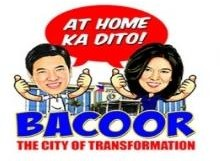 AT HOME
KA DITO!
BACOOR
THE CITY OF TRANSFORMATION